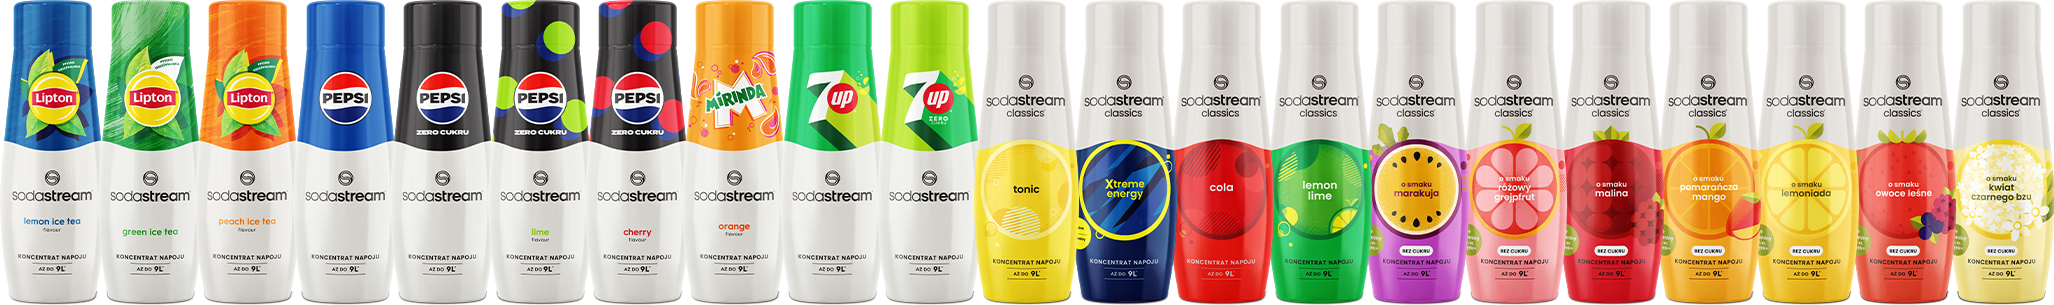 Lipton
sodastream
lemon ice tea
flavour
KONCENTRAT NAPOJU
AŻ DO 9L*
Lipton
sodastream
green ice tea
KONCENTRAT NAPOJU
AŻ DO 9L*
Lipton
sodastream
peach ice tea
flavour
KONCENTRAT NAPOJU
AŻ DO 9L*
PEPSI
sodastream
KONCENTRAT NAPOJU
AŻ DO 9L*
PEPSI
ZERO CUKRU
sodastream
KONCENTRAT NAPOJU
AŻ DO 9L*
PEPSI
ZERO CUKRU
sodastream
lime
flavour
KONCENTRAT NAPOJU
AŻ DO 9L*
PEPSI
ZERO CUKRU
sodastream
cherry
flavour
KONCENTRAT NAPOJU
AŻ DO 9L*
MIRINDA
sodastream
orange
flavour
KONCENTRAT NAPOJU
AŻ DO 9L*
7up
sodastream
KONCENTRAT NAPOJU
AŻ DO 9L*
7up
ZERO
CUKRU
sodastream
KONCENTRAT NAPOJU
AŻ DO 9L*
sodastream
classics
tonic
KONCENTRAT NAPOJU
AŻ DO 9L*
sodastream
classics
Xtreme
energy
KONCENTRAT NAPOJU
AŻ DO 9L*
sodastream
classics
cola
KONCENTRAT NAPOJU
AŻ DO 9L*
sodastream
classics
lemon
lime
KONCENTRAT NAPOJU
AŻ DO 9L*
sodastream
classics
o smaku
marakuja
BEZ CUKRU
KONCENTRAT NAPOJU
AŻ DO 9L*
sodastream
classics
o smaku
różowy
grejpfrut
BEZ CUKRU
KONCENTRAT NAPOJU
AŻ DO 9L*
sodastream
classics
o smaku
malina
BEZ CUKRU
KONCENTRAT NAPOJU
AŻ DO 9L*
sodastream
classics
o smaku
pomarańcza
mango
BEZ CUKRU
KONCENTRAT NAPOJU
AŻ DO 9L*
sodastream
classics
o smaku
lemoniada
BEZ CUKRU
KONCENTRAT NAPOJU
AŻ DO 9L*
sodastream
classics
o smaku
owoce leśne
BEZ CUKRU
KONCENTRAT NAPOJU
AŻ DO 9L*
sodastream
classics
o smaku
kwiat
czarnego bzu
KONCENTRAT NAPOJU
AŻ DO 9L*